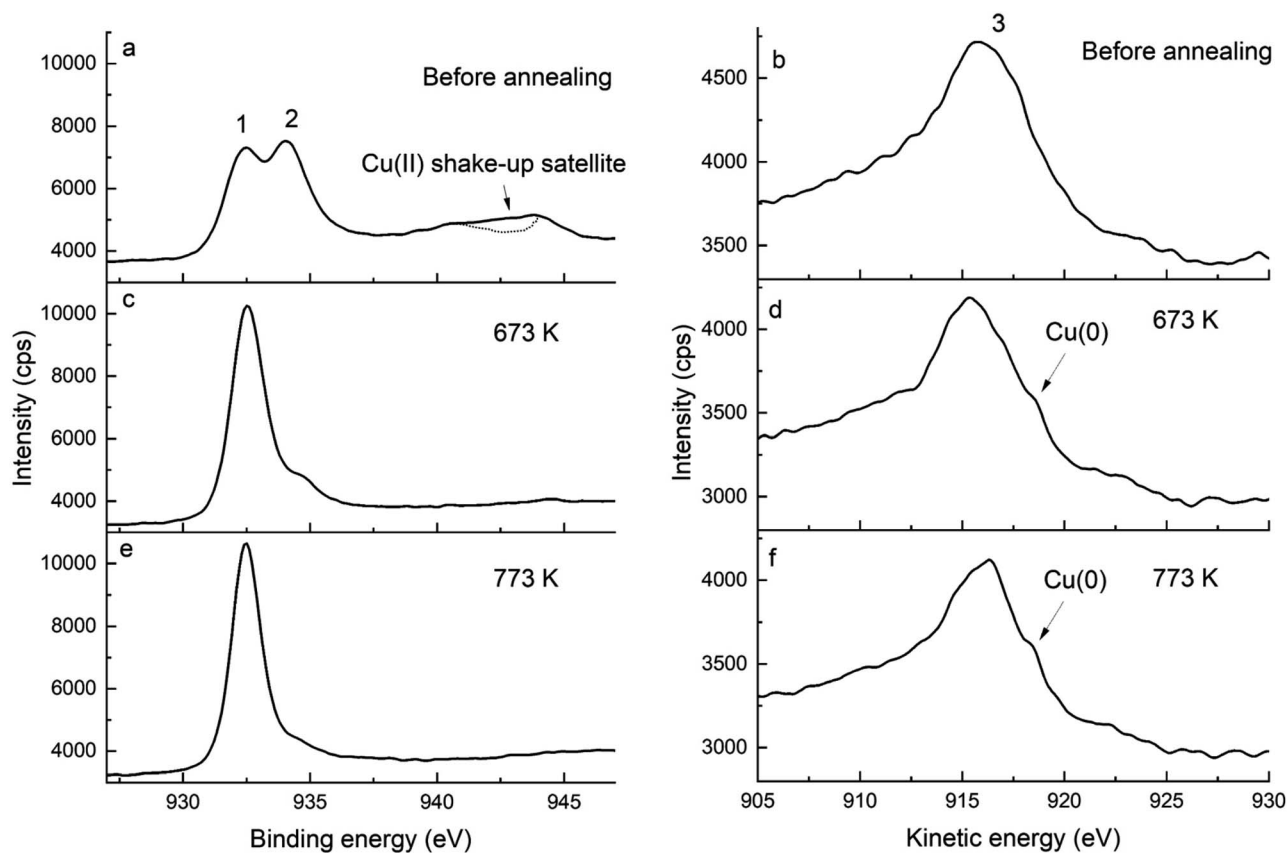 a
Before annealing
10000
8000
6000
4000
1
2
Cu(II) shake-up satellite
c
673 K
10000
8000
6000
4000
e
773 K
10000
8000
6000
4000
930
935
940
945
Intensity (cps)
Binding energy (eV)
b
3
Before annealing
4500
4000
3500
d
673 K
Cu(0)
4000
3500
3000
f
773 K
Cu(0)
4000
3500
3000
905
910
915
920
925
930
Intensity (cps)
Kinetic energy (eV)